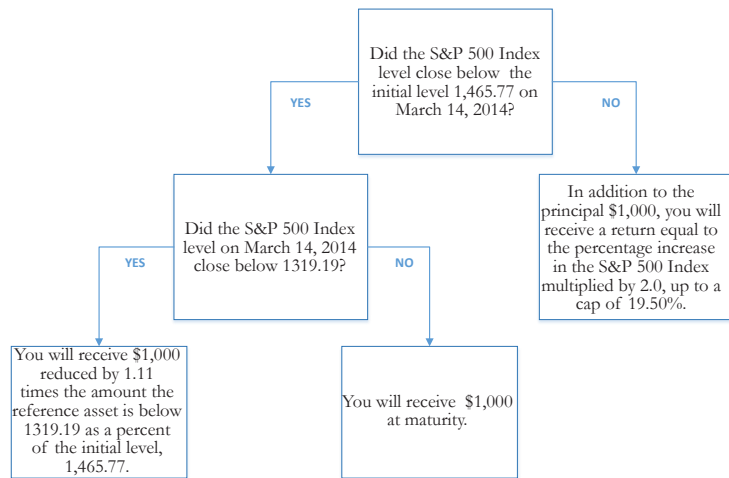 Did the S&P 500 Index
level close below the
initial level 1,465.77 on
March 14, 2014?
YES
NO
Did the S&P 500 Index
level on March 14, 2014
close below 1319.19?
In addition to the
principal $1,000, you will
receive a return equal to
the percentage increase
in the S&P 500 Index
multiplied by 2.0, up to a
cap of 19.50%.
YES
NO
You will receive $1,000
reduced by 1.11
times the amount the
reference asset is below
1319.19 as a percent
of the initial level,
1,465.77.
You will receive $1,000
at maturity.